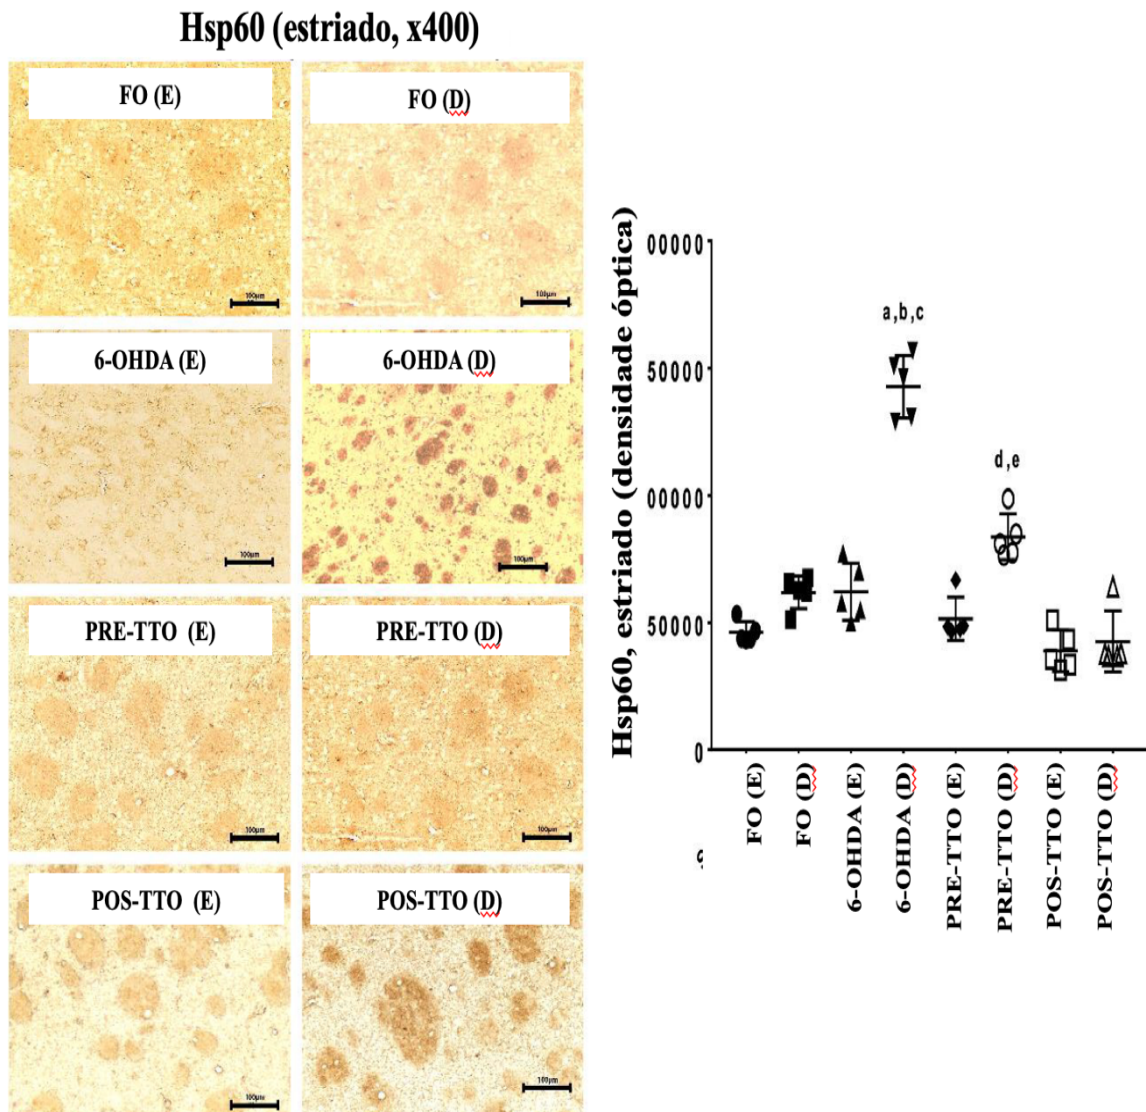 Hsp60 (estriado, x400)
FO (E)
100μm
FO (D)
100μm
6-OHDA (E)
100μm
6-OHDA (D)
100μm
PRE-TTO (E)
100μm
PRE-TTO (D)
100μm
POS-TTO (E)
100μm
POS-TTO (D)
100μm
Hsp60, estriado (densidade óptica)
00000
50000
00000
50000
0
a,b,c
d,e
FO (E)
FO (D)
6-OHDA (E)
6-OHDA (D)
PRE-TTO (E)
PRE-TTO (D)
POS-TTO (E)
POS-TTO (D)